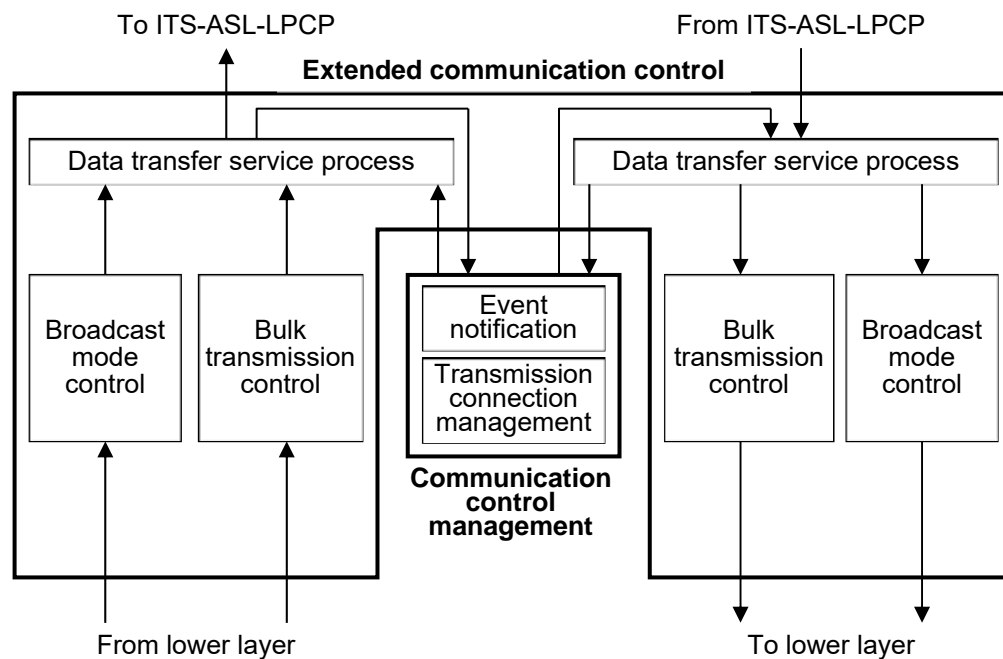 To ITS-ASL-LPCP
From ITS-ASL-LPCP
Extended communication control
Data transfer service process
Data transfer service process
Broadcast
mode
control
Bulk
transmission
control
Event
notification
Transmission
connection
management
Communication
control
management
Bulk
transmission
control
Broadcast
mode
control
From lower layer
To lower layer